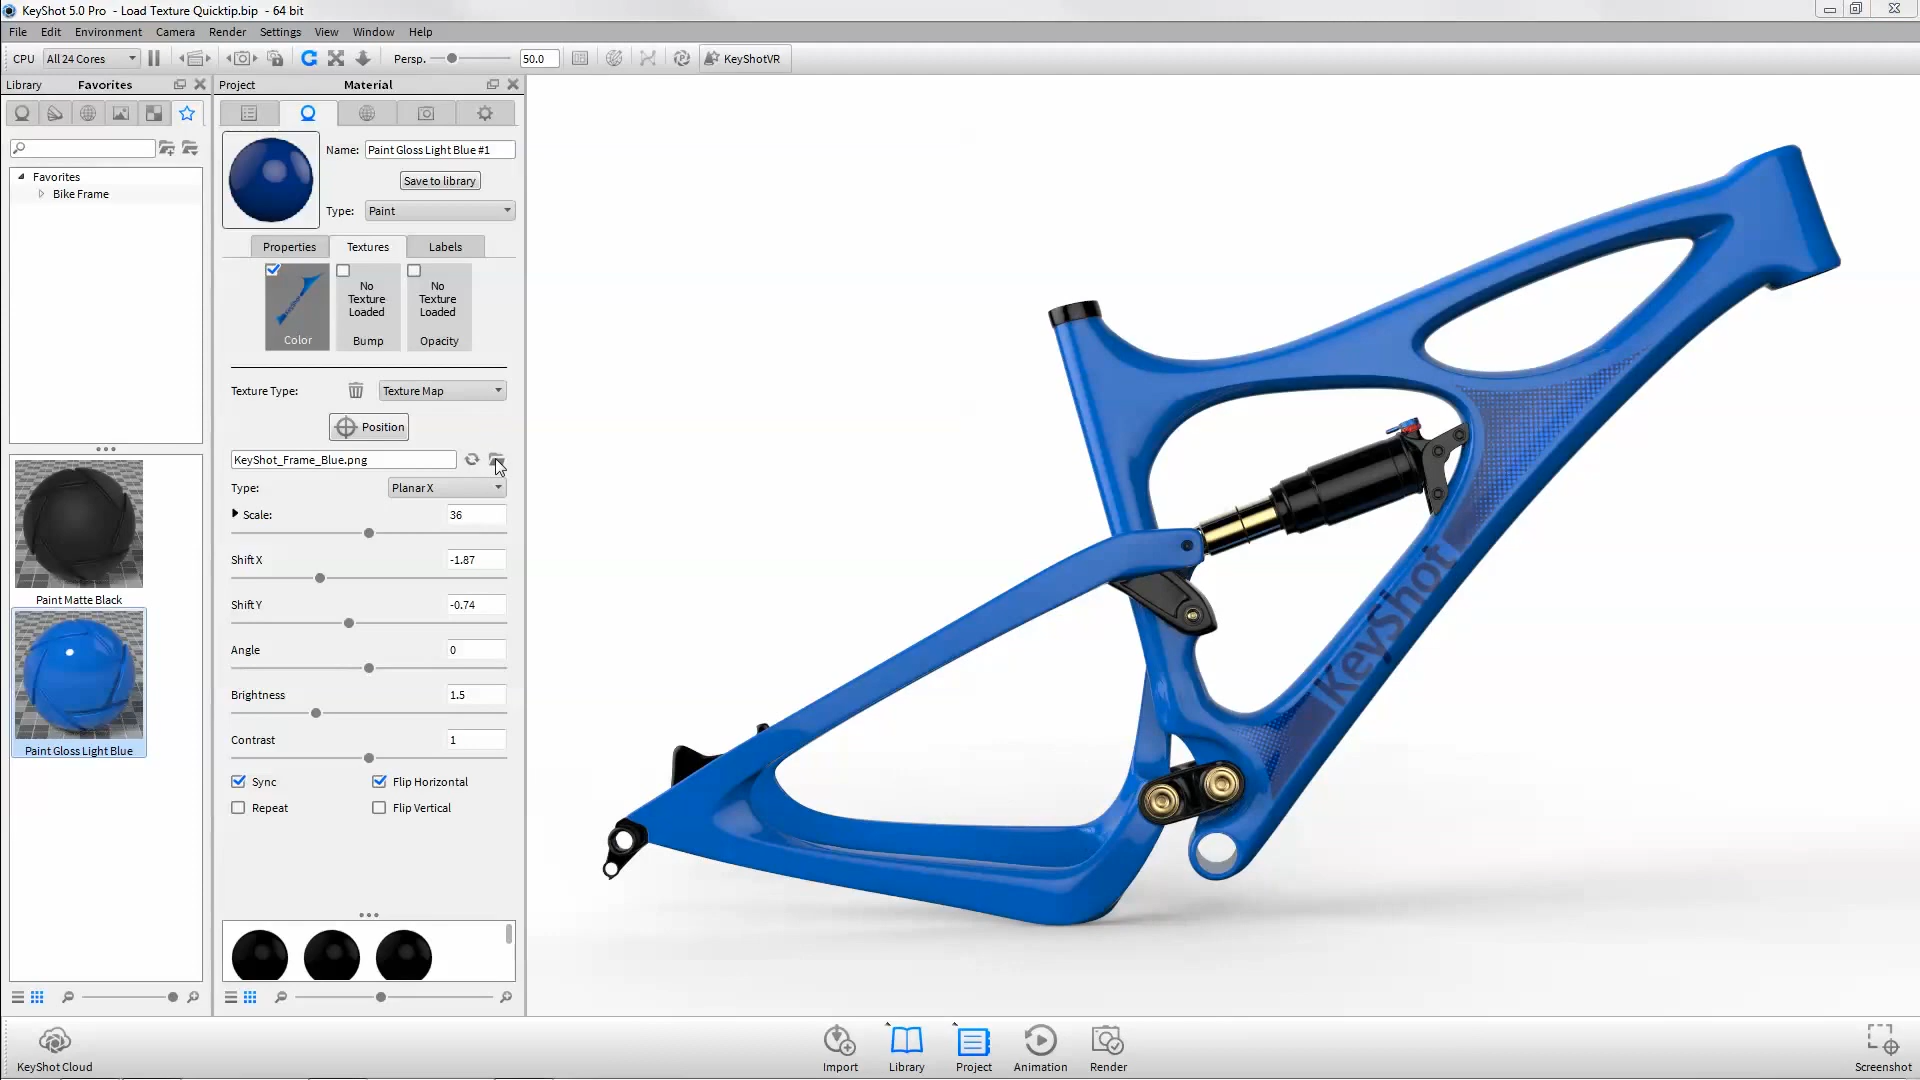 KeyShot 5.0 Pro - Load Texture Quicktip.bip - 64 bit
File Edit Environment Camera Render Settings View Window Help
CPU All 24 Cores Persp. 50.0 KeyShotVR
Library Favorites Project Material
Name: Paint Gloss Light Blue #1
Save to library
Type: Paint
Favorites
Bike Frame
Properties Textures Labels
Color
No Texture Loaded
Bump
No Texture Loaded
Opacity
Texture Type: Texture Map
Position
KeyShot_Frame_Blue.png
Type: Planar X
Scale: 36
Shift X -1.87
Shift Y -0.74
Angle 0
Brightness 1.5
Contrast 1
Sync Flip Horizontal
Repeat Flip Vertical
Paint Matte Black
Paint Gloss Light Blue
KeyShot
KeyShot Cloud Import Library Project Animation Render Screenshot